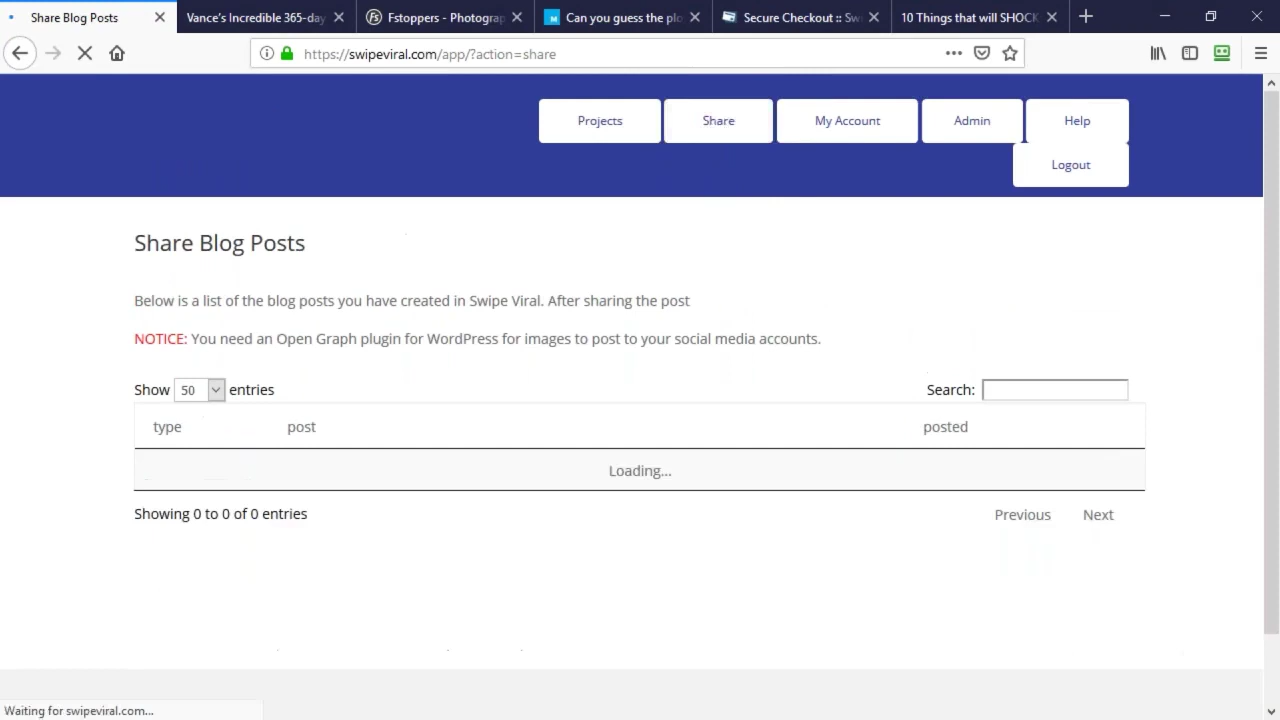 Share Blog Posts
Vance's Incredible 365-day
Fstoppers - Photograp
Can you guess the plo
Secure Checkout :: Sw
10 Things that will SHOCK
https://swipeviral.com/app/?action=share
Projects
Share
My Account
Admin
Help
Logout
Share Blog Posts
Below is a list of the blog posts you have created in Swipe Viral. After sharing the post
NOTICE: You need an Open Graph plugin for WordPress for images to post to your social media accounts.
Show 50 entries
Search:
type post posted
Loading...
Showing 0 to 0 of 0 entries
Previous Next
Waiting for swipeviral.com...